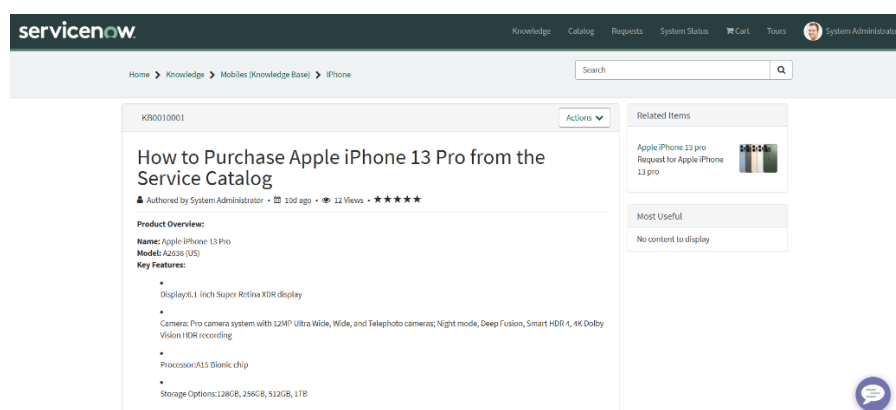 servicenow
Knowledge Catalog Requests System Status Cart Tours System Administrator
Home > Knowledge > Mobiles (Knowledge Base) > IPhone
Search
KB0010001
Actions
How to Purchase Apple iPhone 13 Pro from the
Service Catalog
Authored by System Administrator • 10d ago • 12 Views • ★★★★★
Product Overview:
Name: Apple iPhone 13 Pro
Model: A2636 (US)
Key Features:
•
Display:6.1-inch Super Retina XDR display
•
Camera: Pro camera system with 12MP Ultra Wide, Wide, and Telephoto cameras; Night mode, Deep Fusion, Smart HDR 4, 4K Dolby
Vision HDR recording
•
Processor:A15 Bionic chip
•
Storage Options:128GB, 256GB, 512GB, 1TB
Related Items
Apple iPhone 13 pro
Request for Apple iPhone
13 pro
Most Useful
No content to display